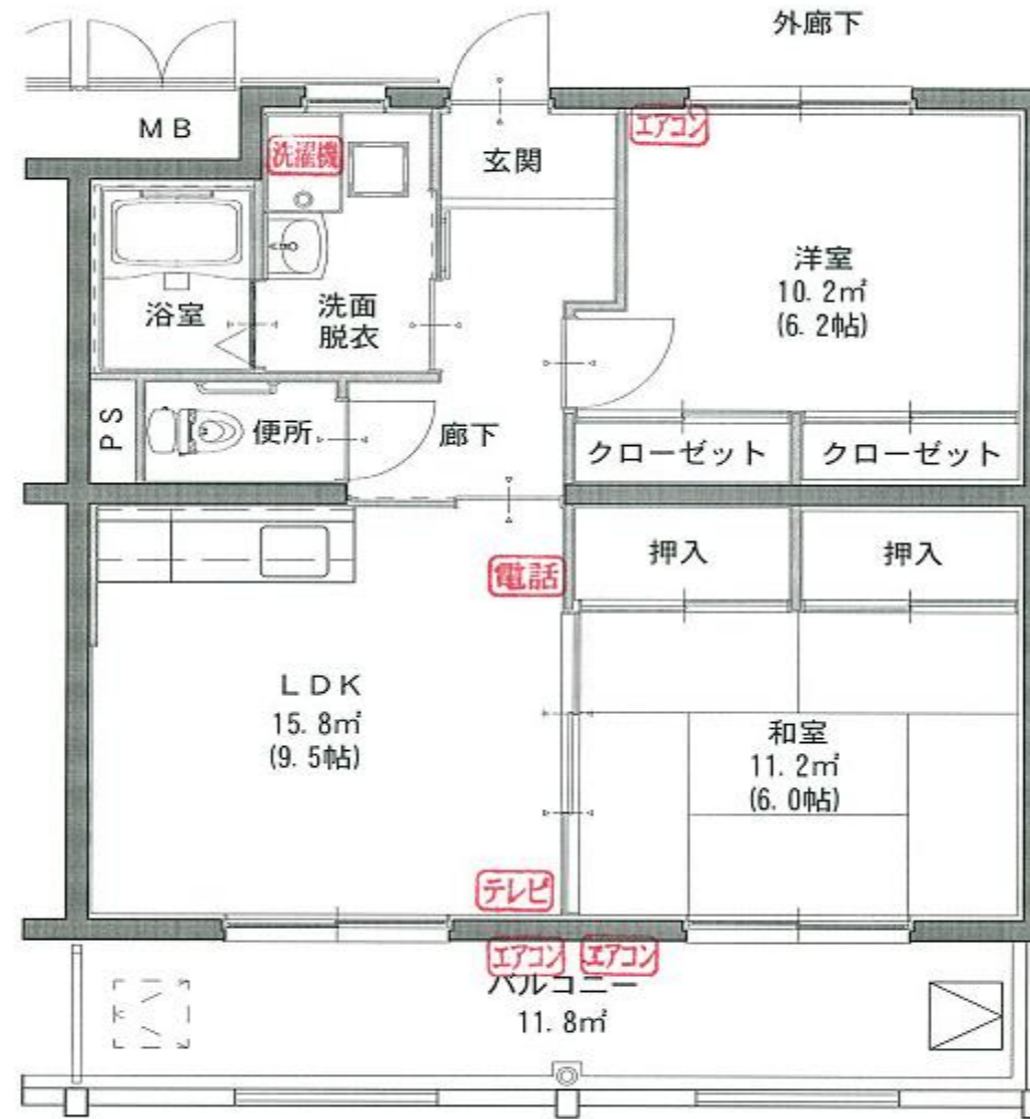 外廊下
MB
洗濯機
玄関
エアコン
洋室
10.2㎡
(6.2帖)
浴室
洗面
脱衣
PS
便所
廊下
クローゼット
クローゼット
押入
押入
電話
LDK
15.8㎡
(9.5帖)
和室
11.2㎡
(6.0帖)
テレビ
エアコン
エアコン
バルコニー
11.8㎡